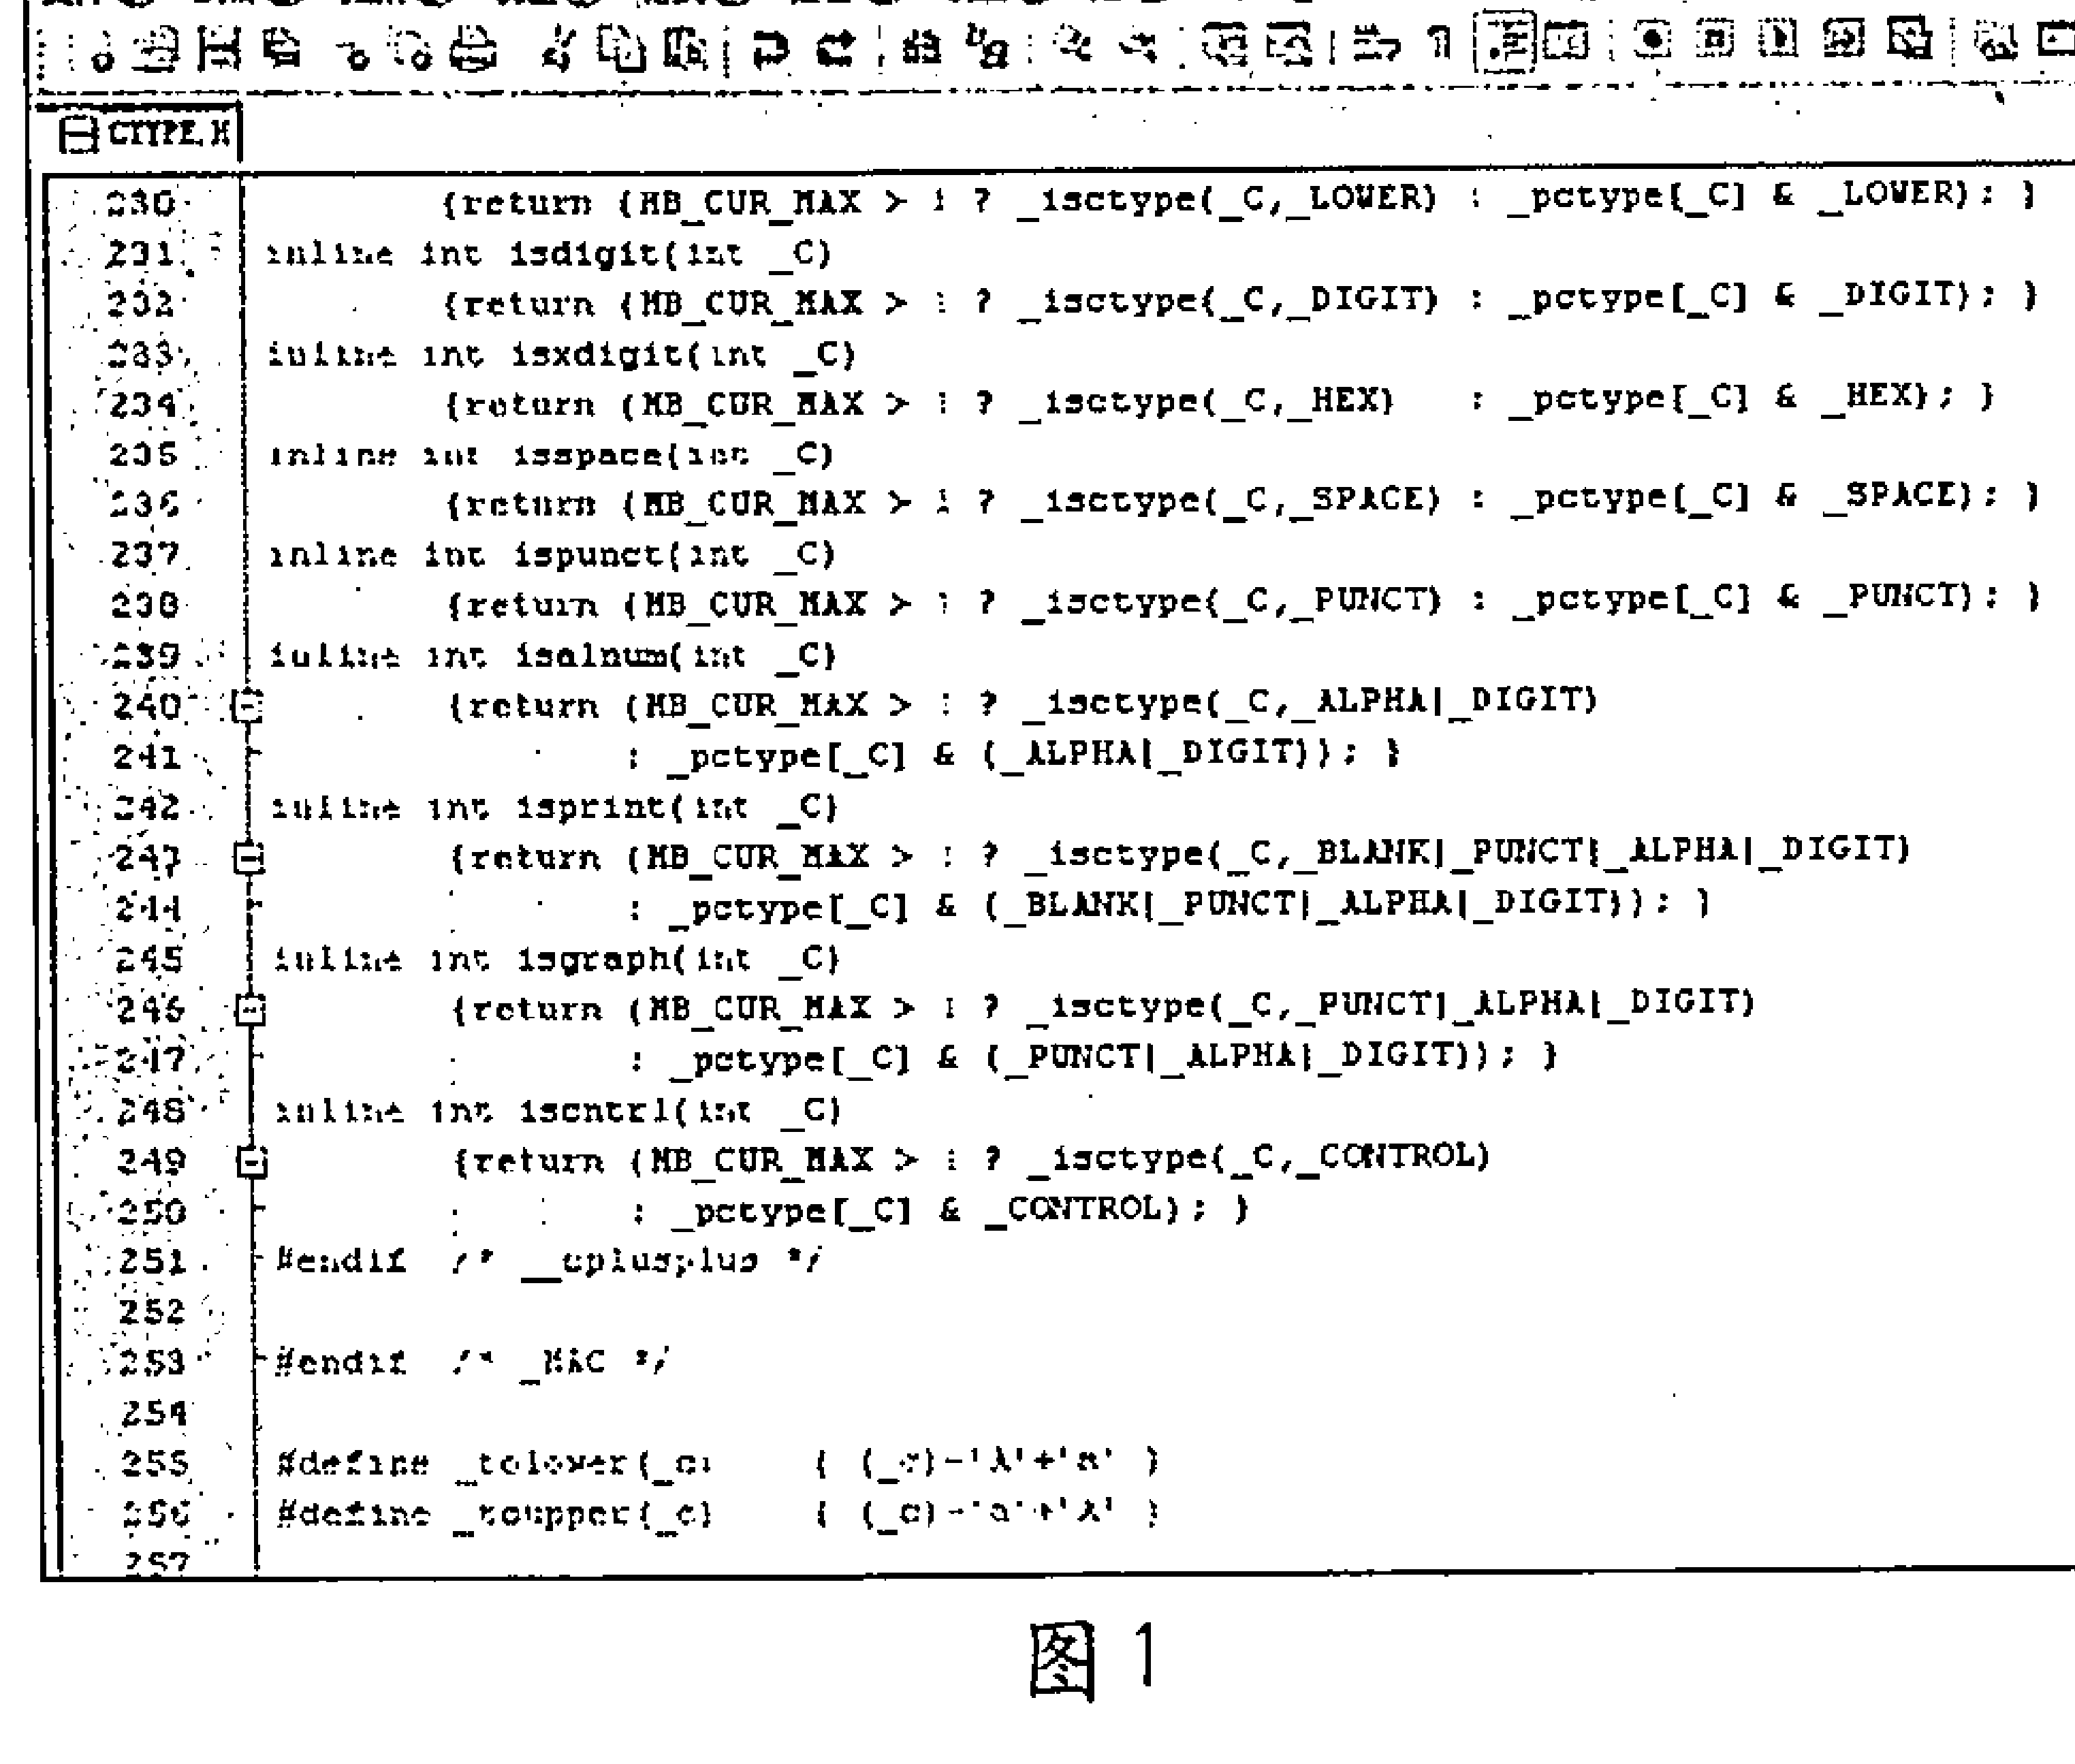 CTYPE.H
230 {return (MB_CUR_MAX > 1 ? _isctype(_C,_LOWER) : _pctype[_C] & _LOWER); }
231 inline int isdigit(int _C)
232 {return (MB_CUR_MAX > 1 ? _isctype(_C,_DIGIT) : _pctype[_C] & _DIGIT); }
233 inline int isxdigit(int _C)
234 {return (MB_CUR_MAX > 1 ? _isctype(_C,_HEX) : _pctype[_C] & _HEX); }
235 inline int isspace(int _C)
236 {return (MB_CUR_MAX > 1 ? _isctype(_C,_SPACE) : _pctype[_C] & _SPACE); }
237 inline int ispunct(int _C)
238 {return (MB_CUR_MAX > 1 ? _isctype(_C,_PUNCT) : _pctype[_C] & _PUNCT); }
239 inline int isalnum(int _C)
240 {return (MB_CUR_MAX > 1 ? _isctype(_C,_ALPHA|_DIGIT)
241 : _pctype[_C] & (_ALPHA|_DIGIT)); }
242 inline int isprint(int _C)
243 {return (MB_CUR_MAX > 1 ? _isctype(_C,_BLANK|_PUNCT|_ALPHA|_DIGIT)
244 : _pctype[_C] & (_BLANK|_PUNCT|_ALPHA|_DIGIT)); }
245 inline int isgraph(int _C)
246 {return (MB_CUR_MAX > 1 ? _isctype(_C,_PUNCT|_ALPHA|_DIGIT)
247 : _pctype[_C] & (_PUNCT|_ALPHA|_DIGIT)); }
248 inline int iscntrl(int _C)
249 {return (MB_CUR_MAX > 1 ? _isctype(_C,_CONTROL)
250 : _pctype[_C] & _CONTROL); }
251 #endif /* __cplusplus */
252
253 #endif /* _MAC */
254
255 #define _tolower(_c) ( (_c)-'A'+'a' )
256 #define _toupper(_c) ( (_c)-'a'+'A' )
257
图 1